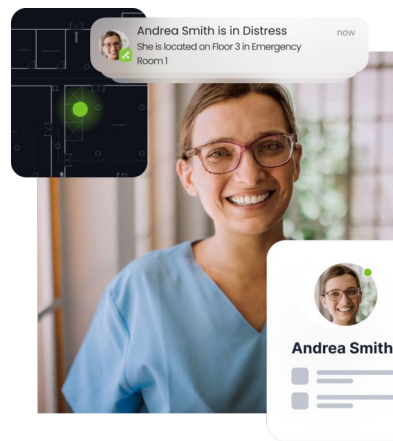 Andrea Smith is in Distress
now
She is located on Floor 3 in Emergency
Room 1
Andrea Smith